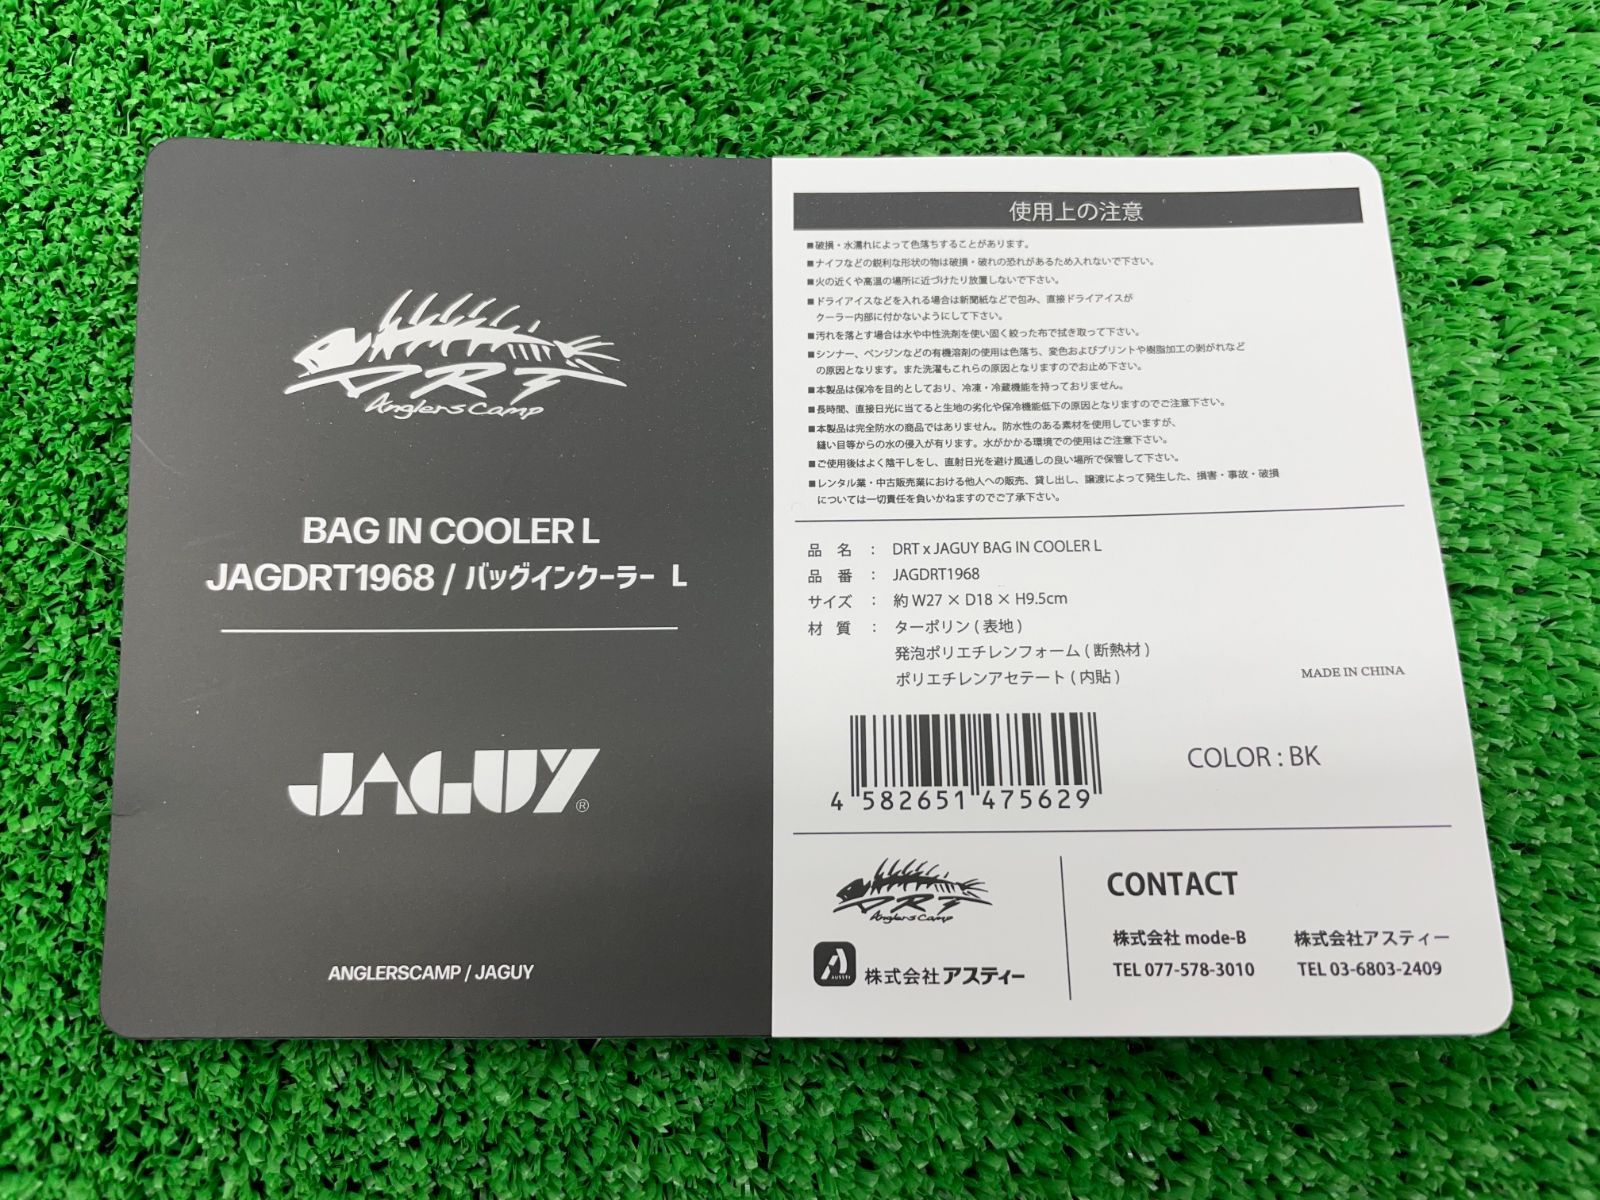 DRT
Anglers Camp
BAG IN COOLER L
JAGDRT1968 / バッグインクーラー L
JAGUY®
ANGLERSCAMP / JAGUY
使用上の注意
■破損・水濡れによって色落ちすることがあります。
■ナイフなどの鋭利な形状の物は破損・破れの恐れがあるため入れないで下さい。
■火の近くや高温の場所に近づけたり放置しないで下さい。
■ドライアイスなどを入れる場合は新聞紙などで包み、直接ドライアイスが
クーラー内部に付かないようにして下さい。
■汚れを落とす場合は水や中性洗剤を使い固く絞った布で拭き取って下さい。
■シンナー、ベンジンなどの有機溶剤の使用は色落ち、変色およびプリントや樹脂加工の剥がれなど
の原因となります。また洗濯もこれらの原因となりますのでお止め下さい。
■本製品は保冷を目的としており、冷凍・冷蔵機能を持っておりません。
■長時間、直接日光に当てると生地の劣化や保冷機能低下の原因となりますのでご注意下さい。
■本製品は完全防水の商品ではありません。防水性のある素材を使用していますが、
縫い目等からの水の侵入が有ります。水がかかる環境での使用はご注意下さい。
■ご使用後はよく陰干しをし、直射日光を避け風通しの良い場所で保管して下さい。
■レンタル業・中古販売業における他人への販売、貸し出し、譲渡によって発生した、損害・事故・破損
については一切責任を負いかねますのでご了承下さい。
品 名 : DRT x JAGUY BAG IN COOLER L
品 番 : JAGDRT1968
サイズ : 約 W27 × D18 × H9.5cm
材 質 : ターポリン ( 表地 )
発泡ポリエチレンフォーム ( 断熱材 )
ポリエチレンアセテート ( 内貼 )
MADE IN CHINA
4 582651 475629
COLOR : BK
DRT
Anglers Camp
AUSSTI
株式会社 アスティー
CONTACT
株式会社 mode-B
TEL 077-578-3010
株式会社アスティー
TEL 03-6803-2409